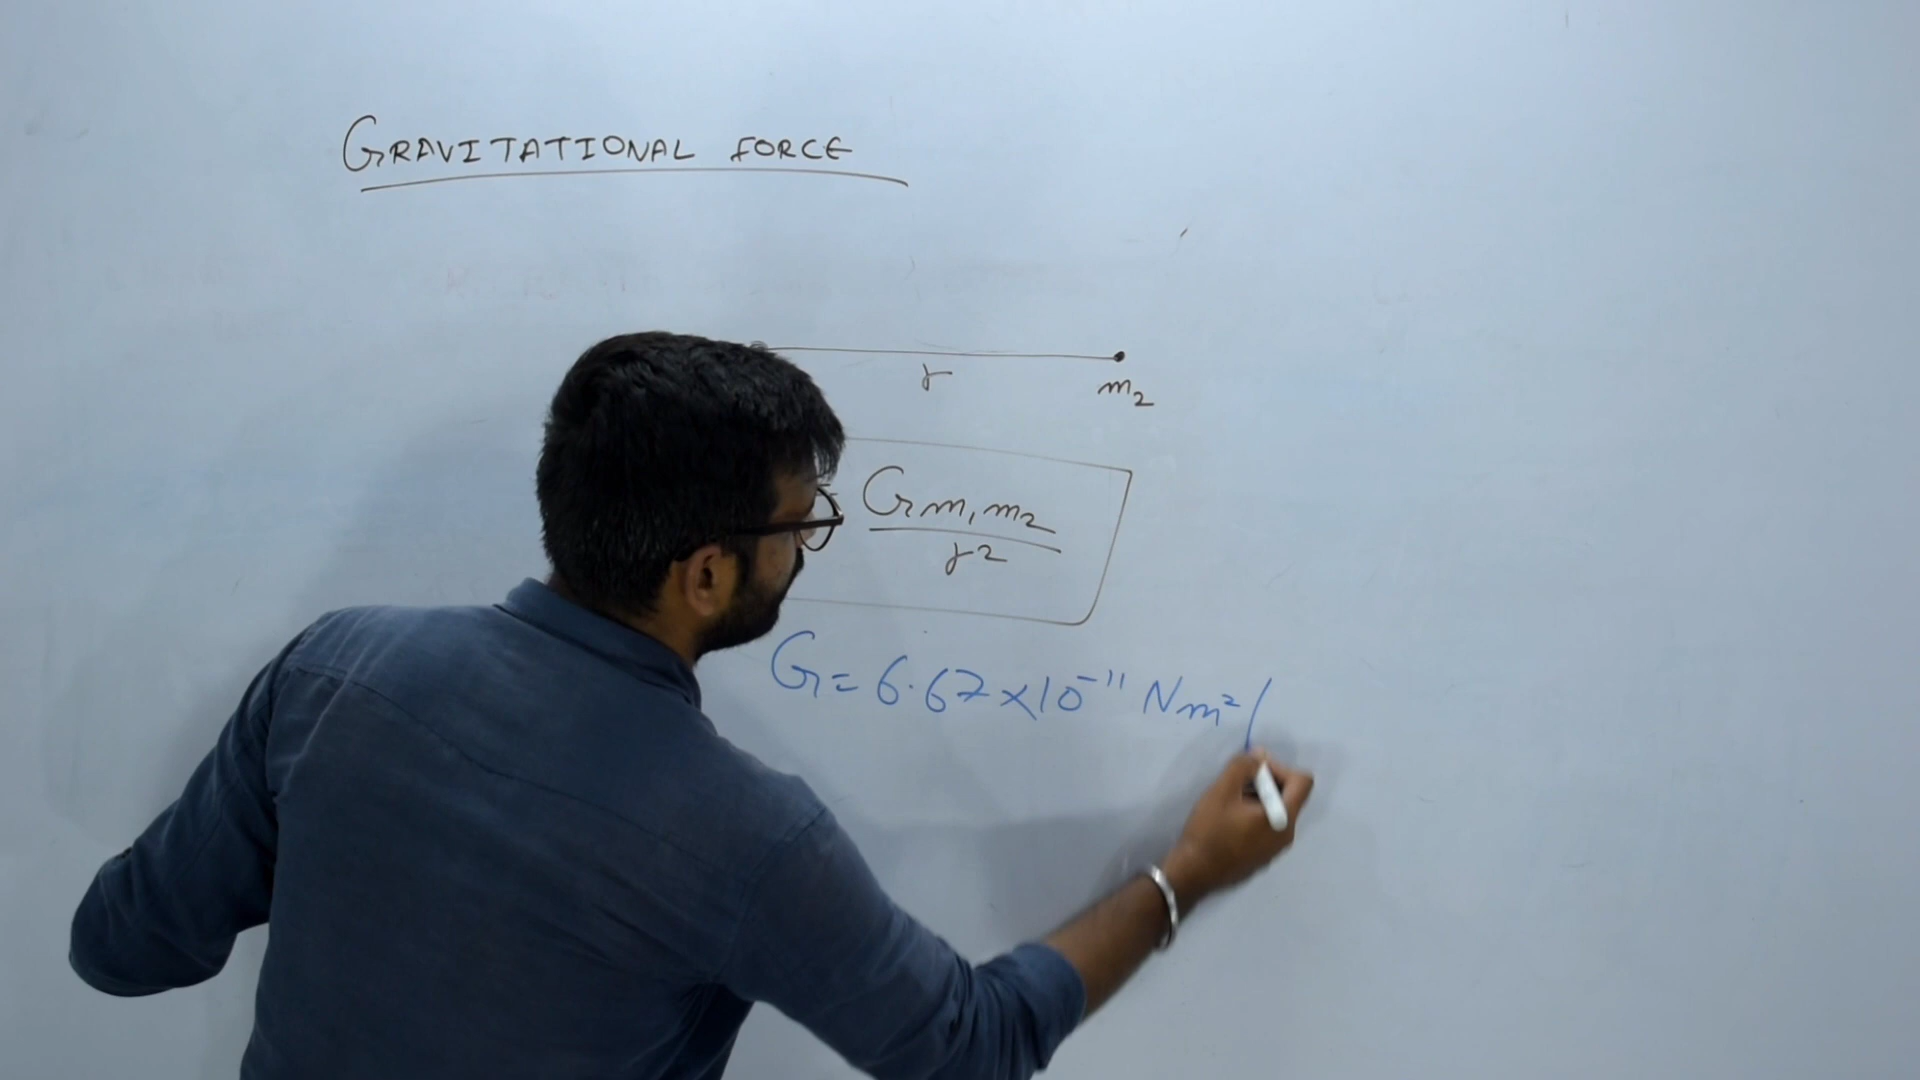 GRAVITATIONAL FORCE
r
m₂
Gm₁m₂
r²
G = 6.67 × 10⁻¹¹ Nm²/